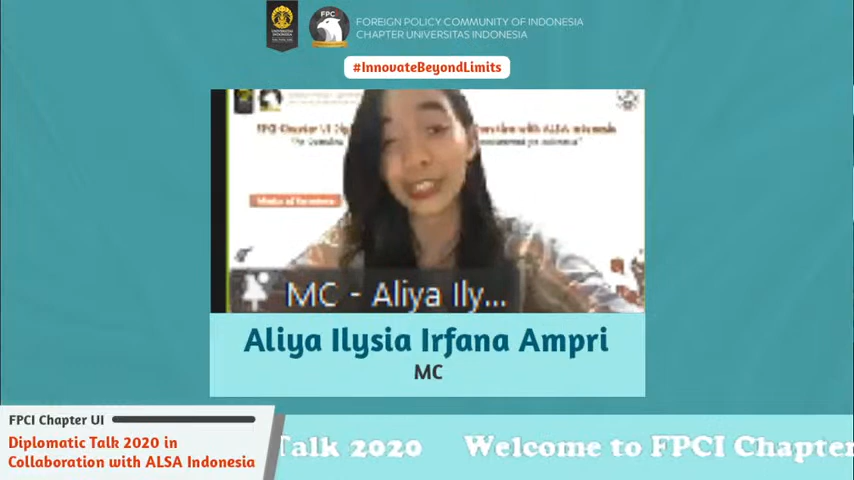 FPC
FOREIGN POLICY COMMUNITY OF INDONESIA
CHAPTER UNIVERSITAS INDONESIA
#InnovateBeyondLimits
MC - Aliya Ily...
Aliya Ilysia Irfana Ampri
MC
FPCI Chapter UI
Diplomatic Talk 2020 in
Collaboration with ALSA Indonesia
Talk 2020 Welcome to FPCI Chapter